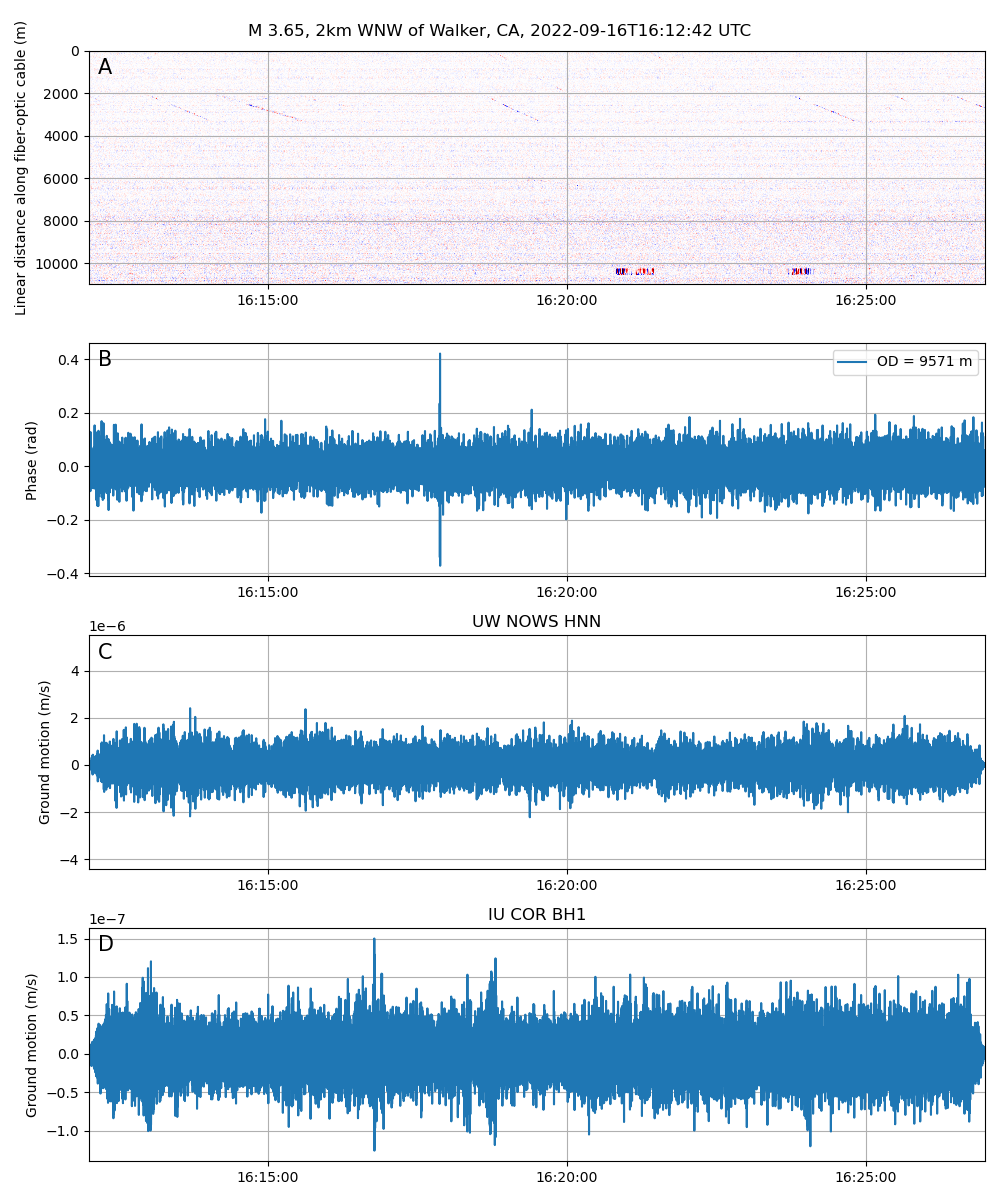 M 3.65, 2km WNW of Walker, CA, 2022-09-16T16:12:42 UTC
A
Linear distance along fiber-optic cable (m)
0
2000
4000
6000
8000
10000
16:15:00 16:20:00 16:25:00
B
OD = 9571 m
Phase (rad)
0.4
0.2
0.0
−0.2
−0.4
16:15:00 16:20:00 16:25:00
UW NOWS HNN
1e−6
C
Ground motion (m/s)
4
2
0
−2
−4
16:15:00 16:20:00 16:25:00
IU COR BH1
1e−7
D
Ground motion (m/s)
1.5
1.0
0.5
0.0
−0.5
−1.0
16:15:00 16:20:00 16:25:00